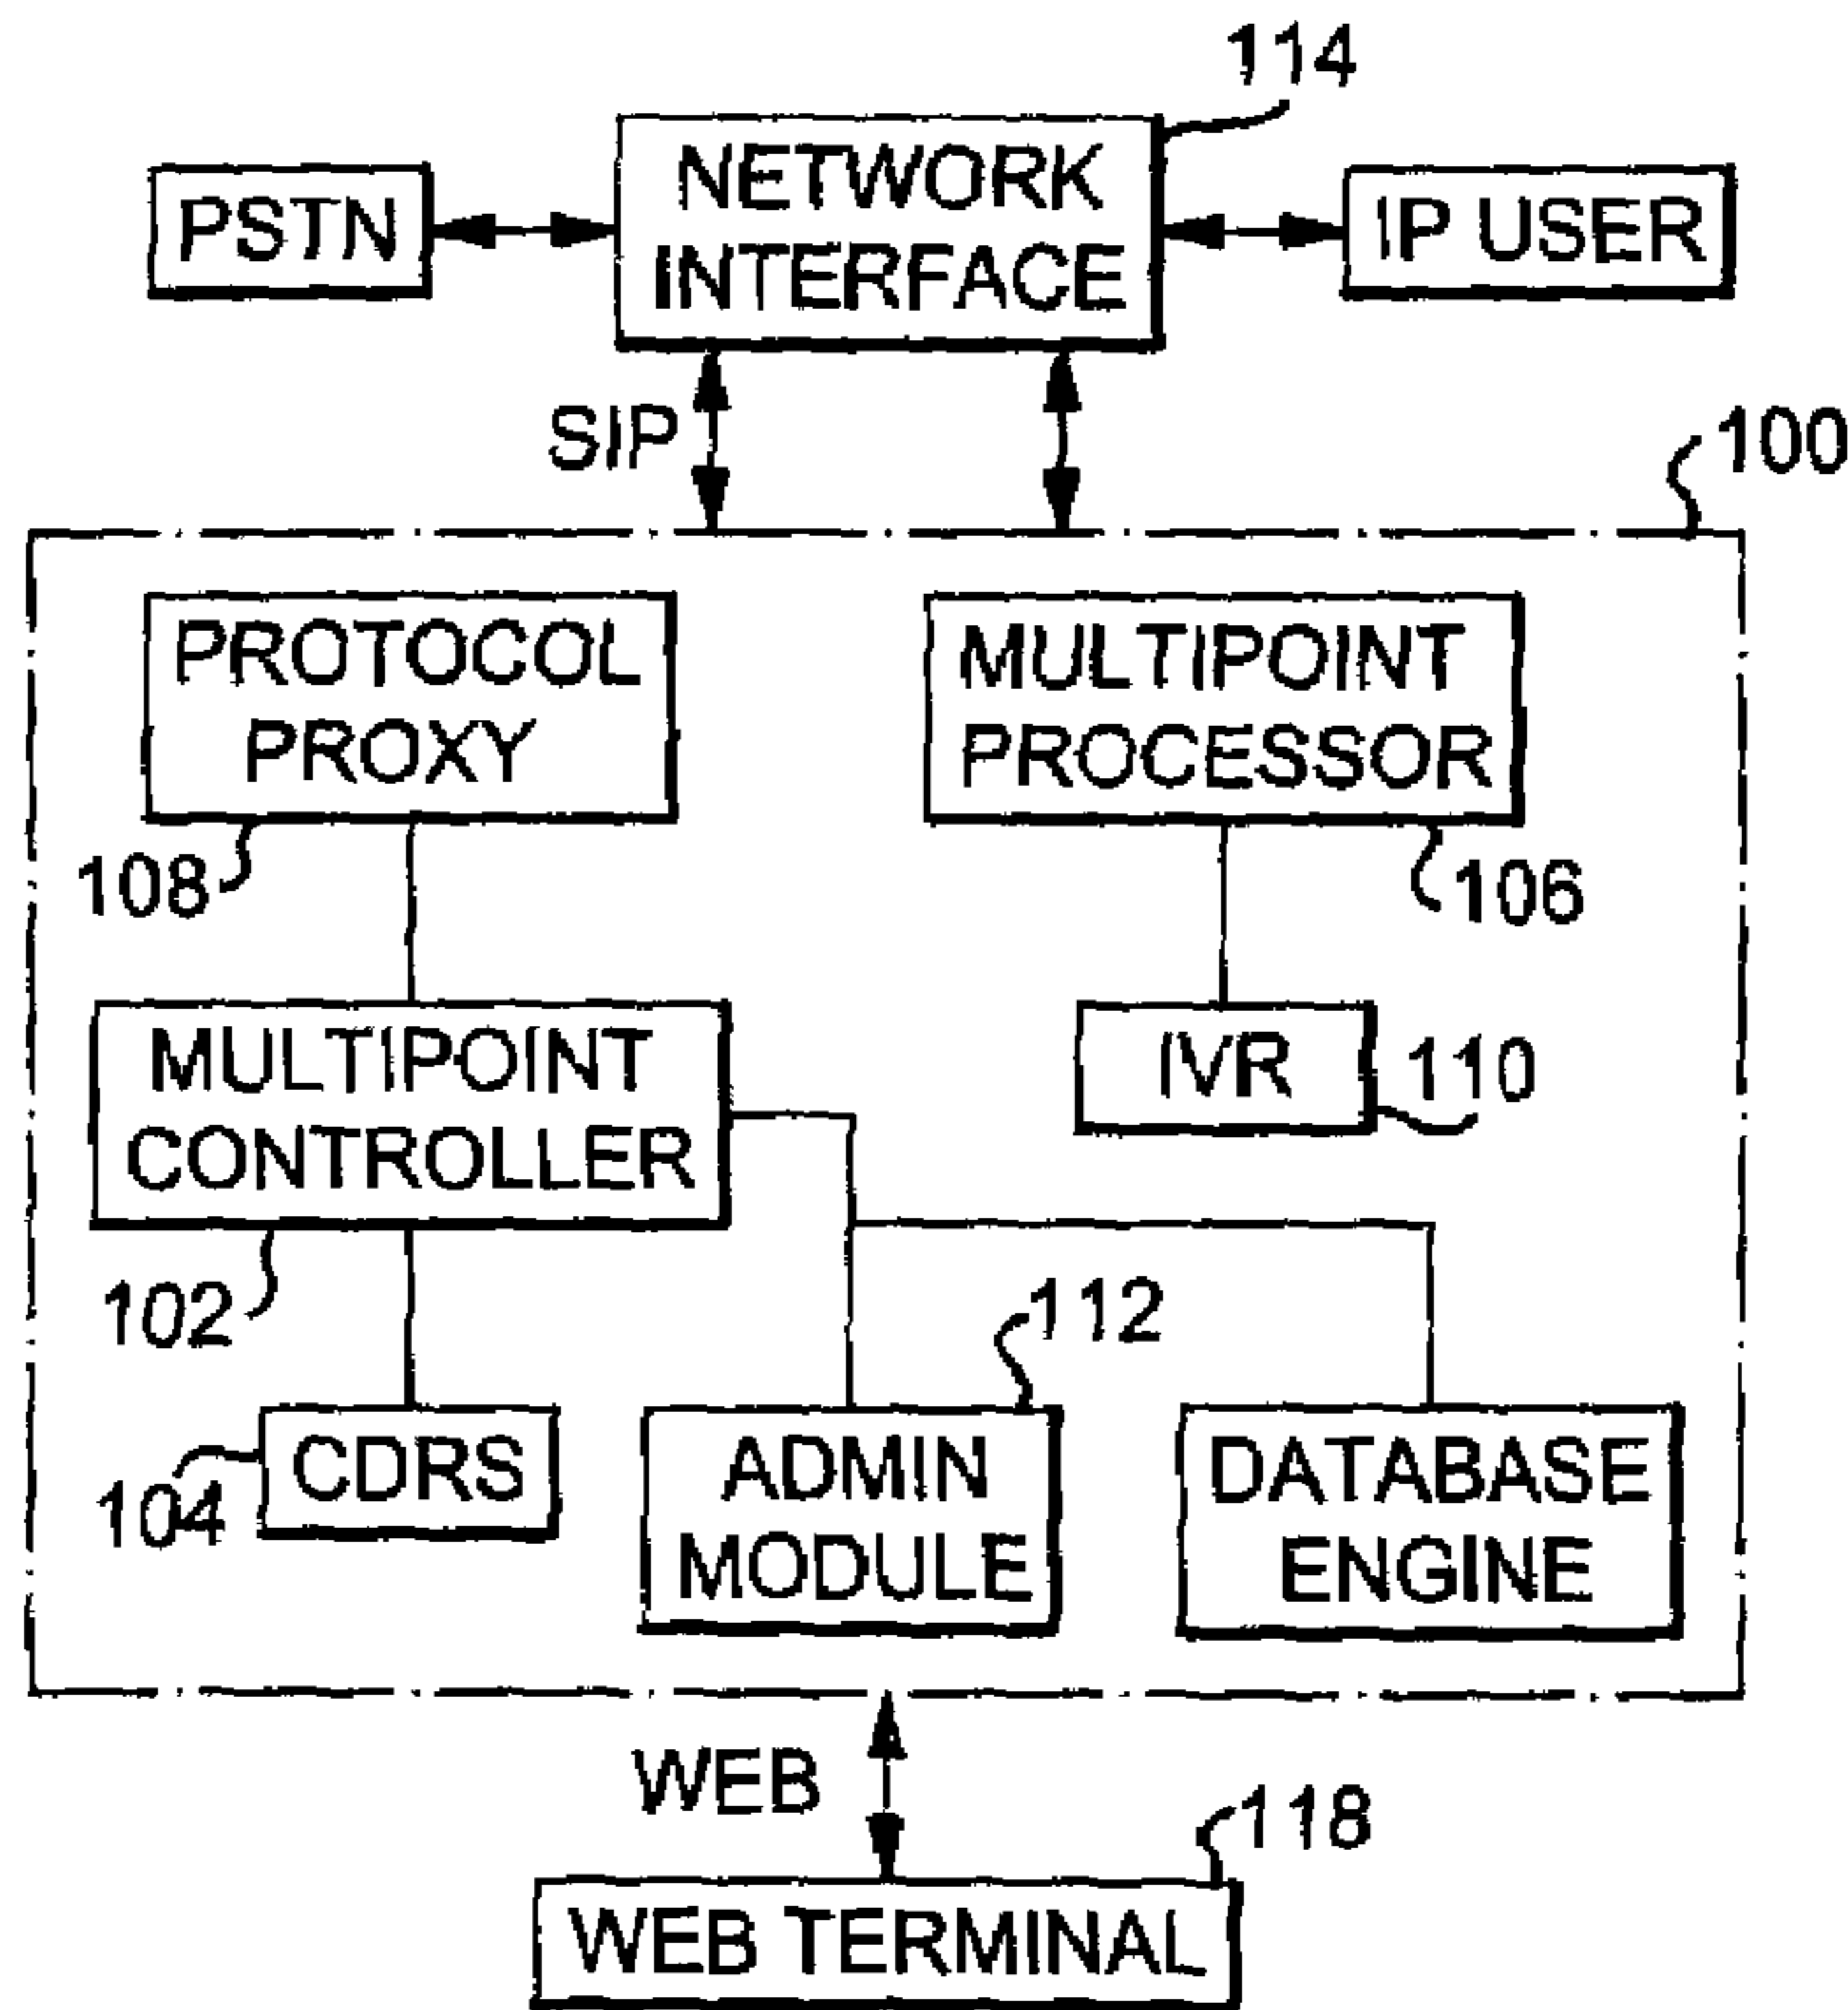 114
NETWORK
INTERFACE
PSTN
IP USER
SIP
100
PROTOCOL
PROXY
MULTIPOINT
PROCESSOR
108
106
MULTIPOINT
CONTROLLER
IVR
110
102
112
CDRS
104
ADMIN
MODULE
DATABASE
ENGINE
WEB
118
WEB TERMINAL